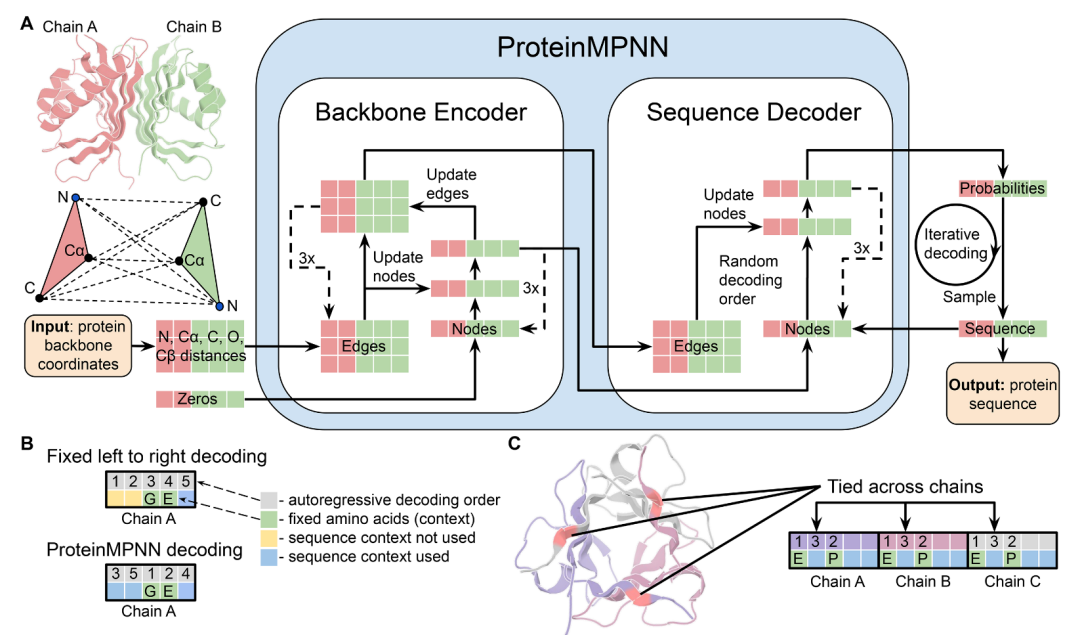 A
Chain A
Chain B
N
C
Cα
Cα
C
N
Input: protein
backbone
coordinates
N, Cα, C, O,
Cβ distances
Zeros
ProteinMPNN
Backbone Encoder
Update
edges
3x
Update
nodes
3x
Edges
Nodes
Sequence Decoder
Update
nodes
Random
decoding
order
3x
Edges
Nodes
Probabilities
Iterative
decoding
Sample
Sequence
Output: protein
sequence
B
Fixed left to right decoding
1 2 3 4 5
G E
Chain A
ProteinMPNN decoding
3 5 1 2 4
G E
Chain A
- autoregressive decoding order
- fixed amino acids (context)
- sequence context not used
- sequence context used
C
Tied across chains
1 3 2 1 3 2 1 3 2
E P E P E P
Chain A Chain B Chain C